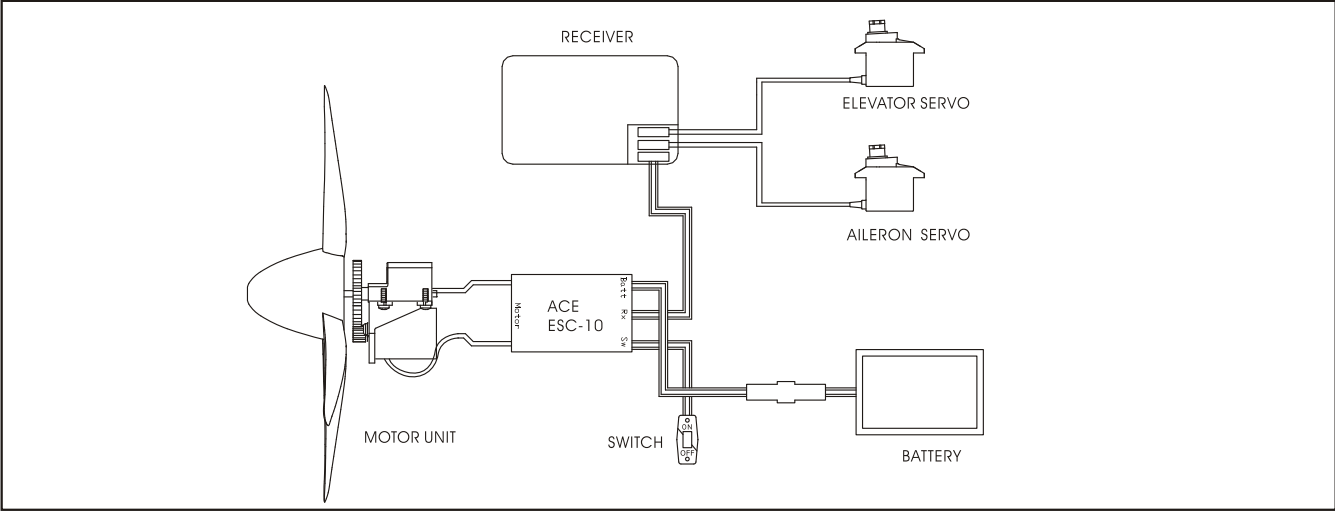 RECEIVER
ELEVATOR SERVO
AILERON SERVO
Batt
Rx
Sw
Motor
ACE
ESC-10
ON
OFF
SWITCH
MOTOR UNIT
BATTERY